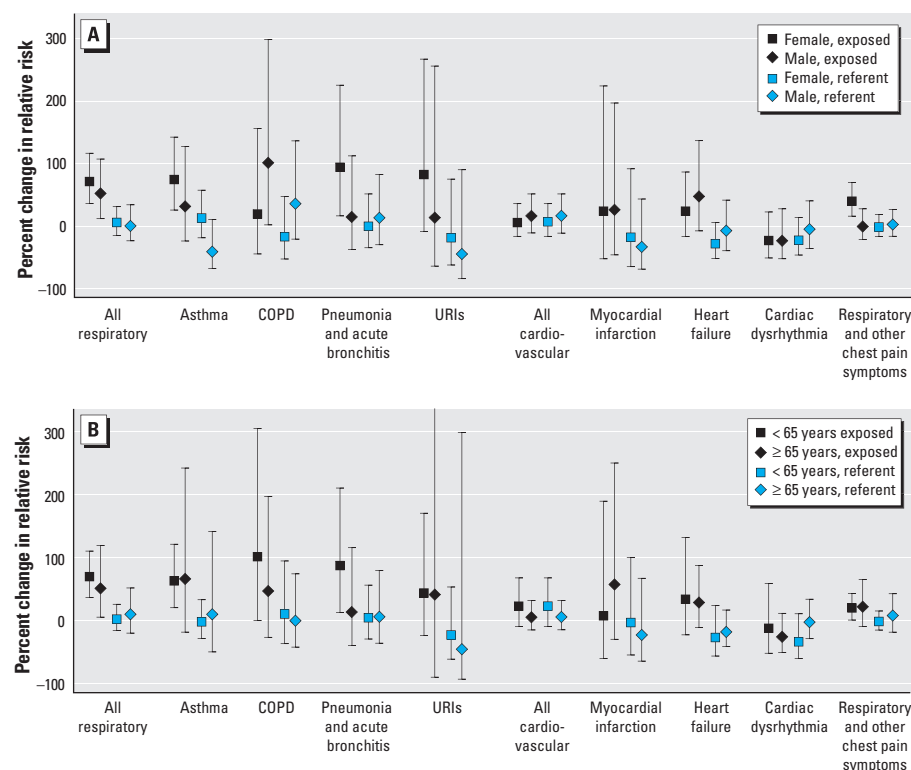 A
Percent change in relative risk
300
200
100
0
−100
Female, exposed
Male, exposed
Female, referent
Male, referent
All
respiratory
Asthma
COPD
Pneumonia
and acute
bronchitis
URIs
All
cardio-
vascular
Myocardial
infarction
Heart
failure
Cardiac
dysrhythmia
Respiratory
and other
chest pain
symptoms
B
Percent change in relative risk
300
200
100
0
−100
< 65 years exposed
≥ 65 years, exposed
< 65 years, referent
≥ 65 years, referent
All
respiratory
Asthma
COPD
Pneumonia
and acute
bronchitis
URIs
All
cardio-
vascular
Myocardial
infarction
Heart
failure
Cardiac
dysrhythmia
Respiratory
and other
chest pain
symptoms